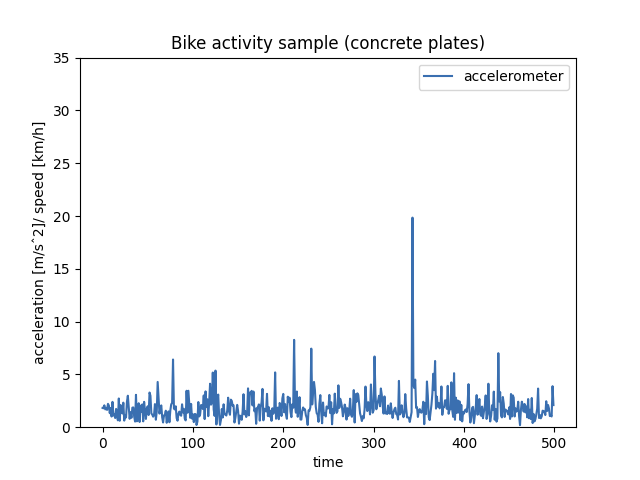 Bike activity sample (concrete plates)
accelerometer
acceleration [m/sˆ2]/ speed [km/h]
35
30
25
20
15
10
5
0
0 100 200 300 400 500
time